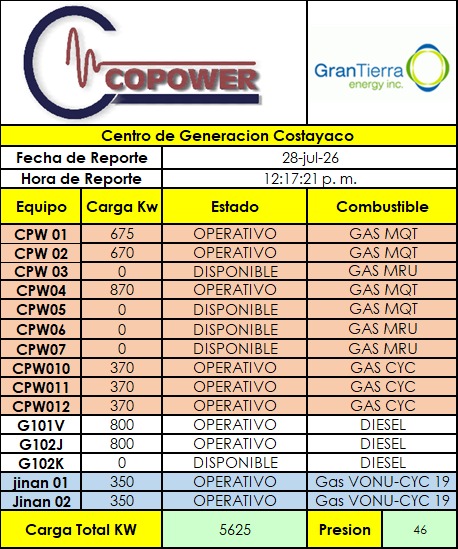 COPOWER
GranTierra
energy inc.
Centro de Generacion Costayaco
Fecha de Reporte 28-jul-26
Hora de Reporte 12:17:21 p. m.
Equipo Carga Kw Estado Combustible
CPW 01 675 OPERATIVO GAS MQT
CPW 02 670 OPERATIVO GAS MQT
CPW 03 0 DISPONIBLE GAS MRU
CPW04 870 OPERATIVO GAS MQT
CPW05 0 DISPONIBLE GAS MQT
CPW06 0 DISPONIBLE GAS MRU
CPW07 0 DISPONIBLE GAS MRU
CPW010 370 OPERATIVO GAS CYC
CPW011 370 OPERATIVO GAS CYC
CPW012 370 OPERATIVO GAS CYC
G101V 800 OPERATIVO DIESEL
G102J 800 OPERATIVO DIESEL
G102K 0 DISPONIBLE DIESEL
jinan 01 350 OPERATIVO Gas VONU-CYC 19
Jinan 02 350 OPERATIVO Gas VONU-CYC 19
Carga Total KW 5625 Presion 46